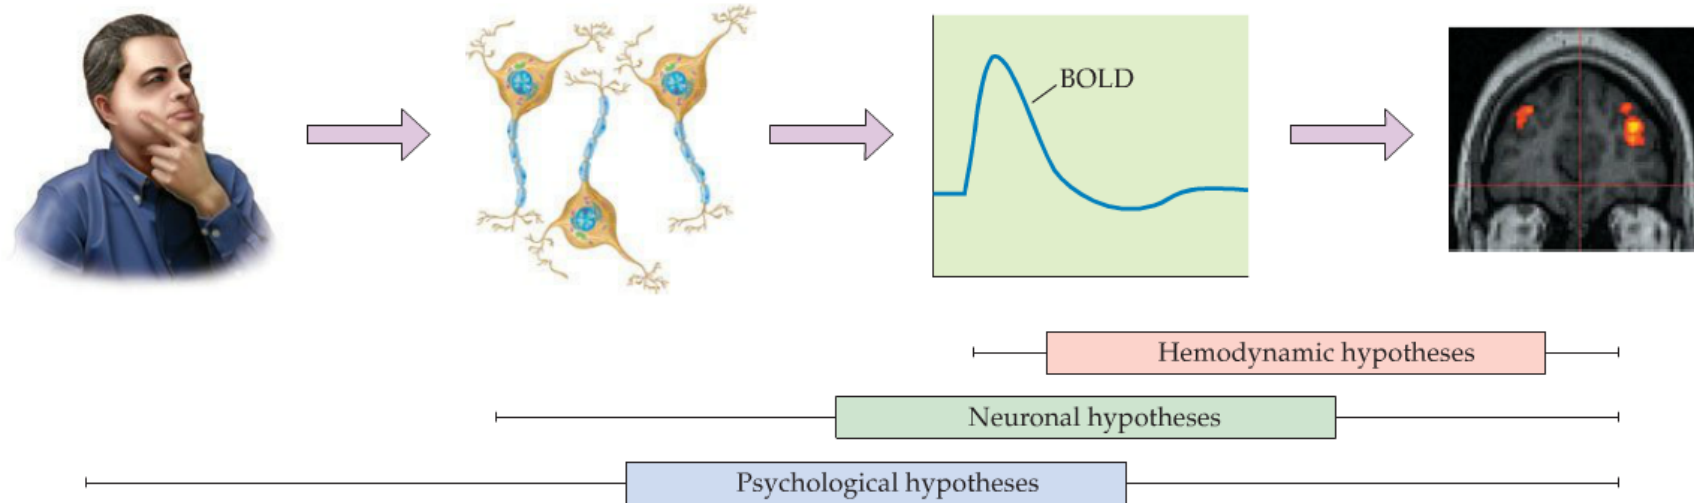 BOLD
Hemodynamic hypotheses
Neuronal hypotheses
Psychological hypotheses